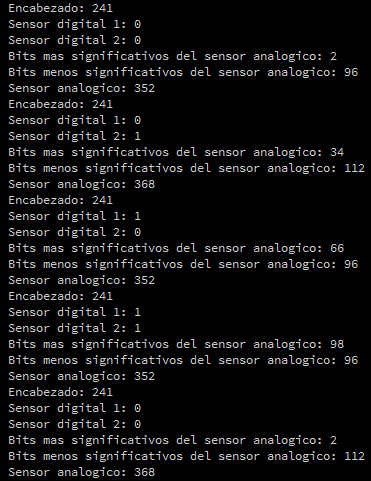 Encabezado: 241
Sensor digital 1: 0
Sensor digital 2: 0
Bits mas significativos del sensor analogico: 2
Bits menos significativos del sensor analogico: 96
Sensor analogico: 352
Encabezado: 241
Sensor digital 1: 0
Sensor digital 2: 1
Bits mas significativos del sensor analogico: 34
Bits menos significativos del sensor analogico: 112
Sensor analogico: 368
Encabezado: 241
Sensor digital 1: 1
Sensor digital 2: 0
Bits mas significativos del sensor analogico: 66
Bits menos significativos del sensor analogico: 96
Sensor analogico: 352
Encabezado: 241
Sensor digital 1: 1
Sensor digital 2: 1
Bits mas significativos del sensor analogico: 98
Bits menos significativos del sensor analogico: 96
Sensor analogico: 352
Encabezado: 241
Sensor digital 1: 0
Sensor digital 2: 0
Bits mas significativos del sensor analogico: 2
Bits menos significativos del sensor analogico: 112
Sensor analogico: 368